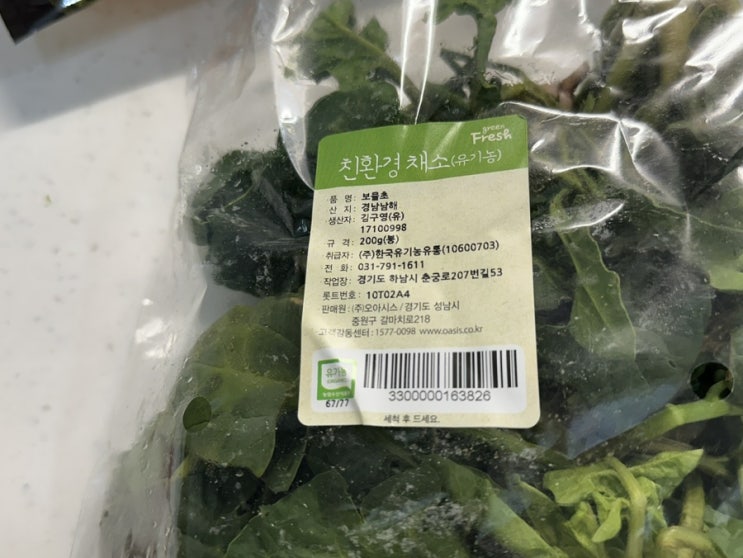 green
Fresh
친환경 채소(유기농)
품 명: 보물초
산 지: 경남남해
생산자: 김구영(유)
17100998
규 격: 200g(봉)
취급자: (주)한국유기농유통(10600703)
전 화: 031-791-1611
작업장: 경기도 하남시 춘궁로207번길53
롯트번호: 10T02A4
판매원: (주)오아시스/경기도 성남시
중원구 갈마치로218
고객감동센터: 1577-0098 www.oasis.co.kr
유기농
67/77
3300000163826
세척 후 드세요.